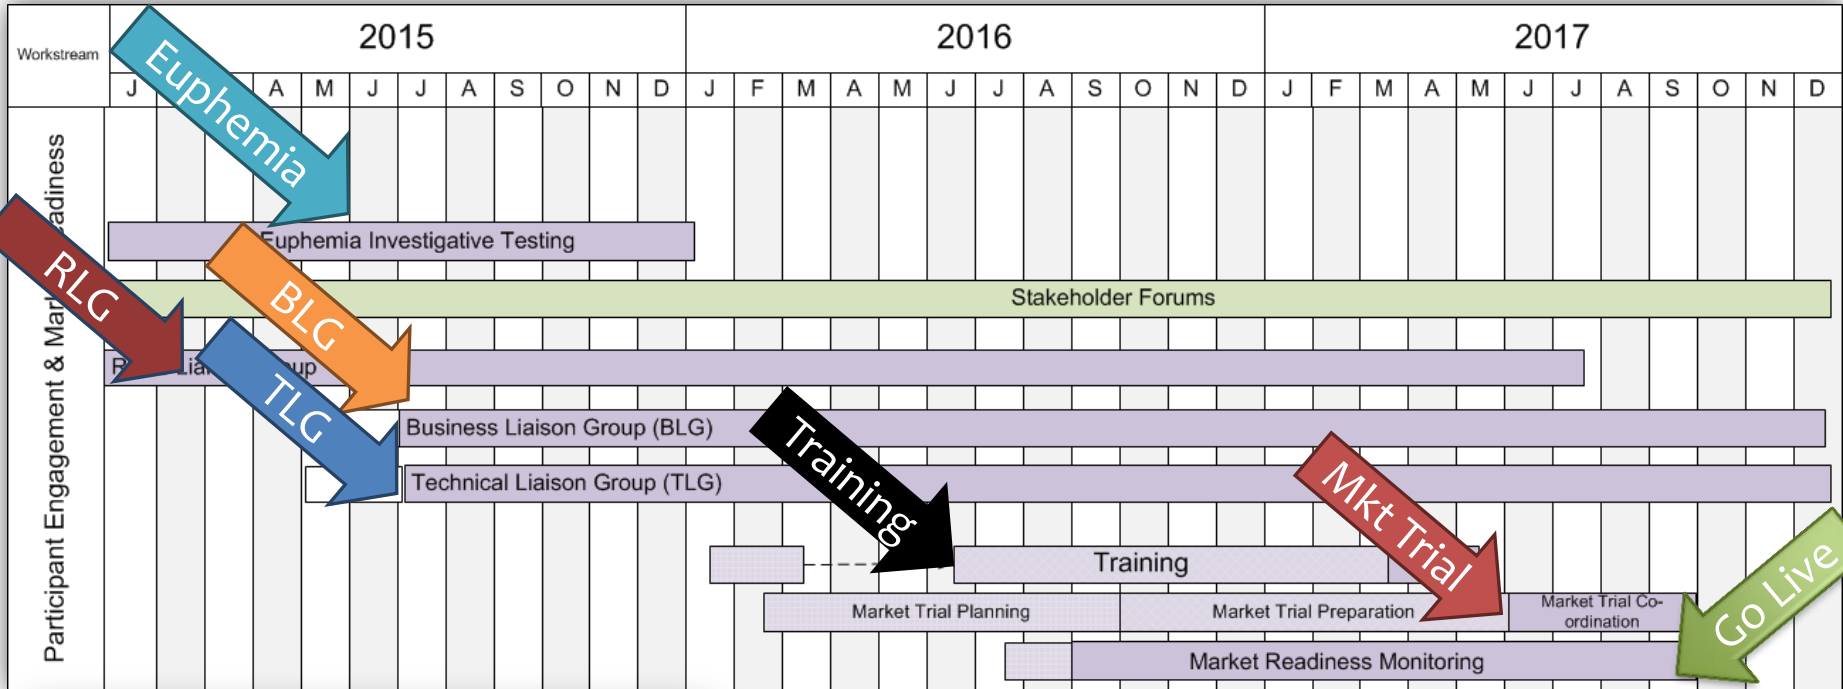 Workstream
2015
2016
2017
J
A M J J A S O N D J F M A M J J A S O N D J F M A M J J A S O N D
Euphemia
Euphemia Investigative Testing
RLG
BLG
Stakeholder Forums
TLG
Business Liaison Group (BLG)
Technical Liaison Group (TLG)
Training
Training
Mkt Trial
Market Trial Planning
Market Trial Preparation
Market Trial Co-
ordination
Go Live
Market Readiness Monitoring
Participant Engagement &